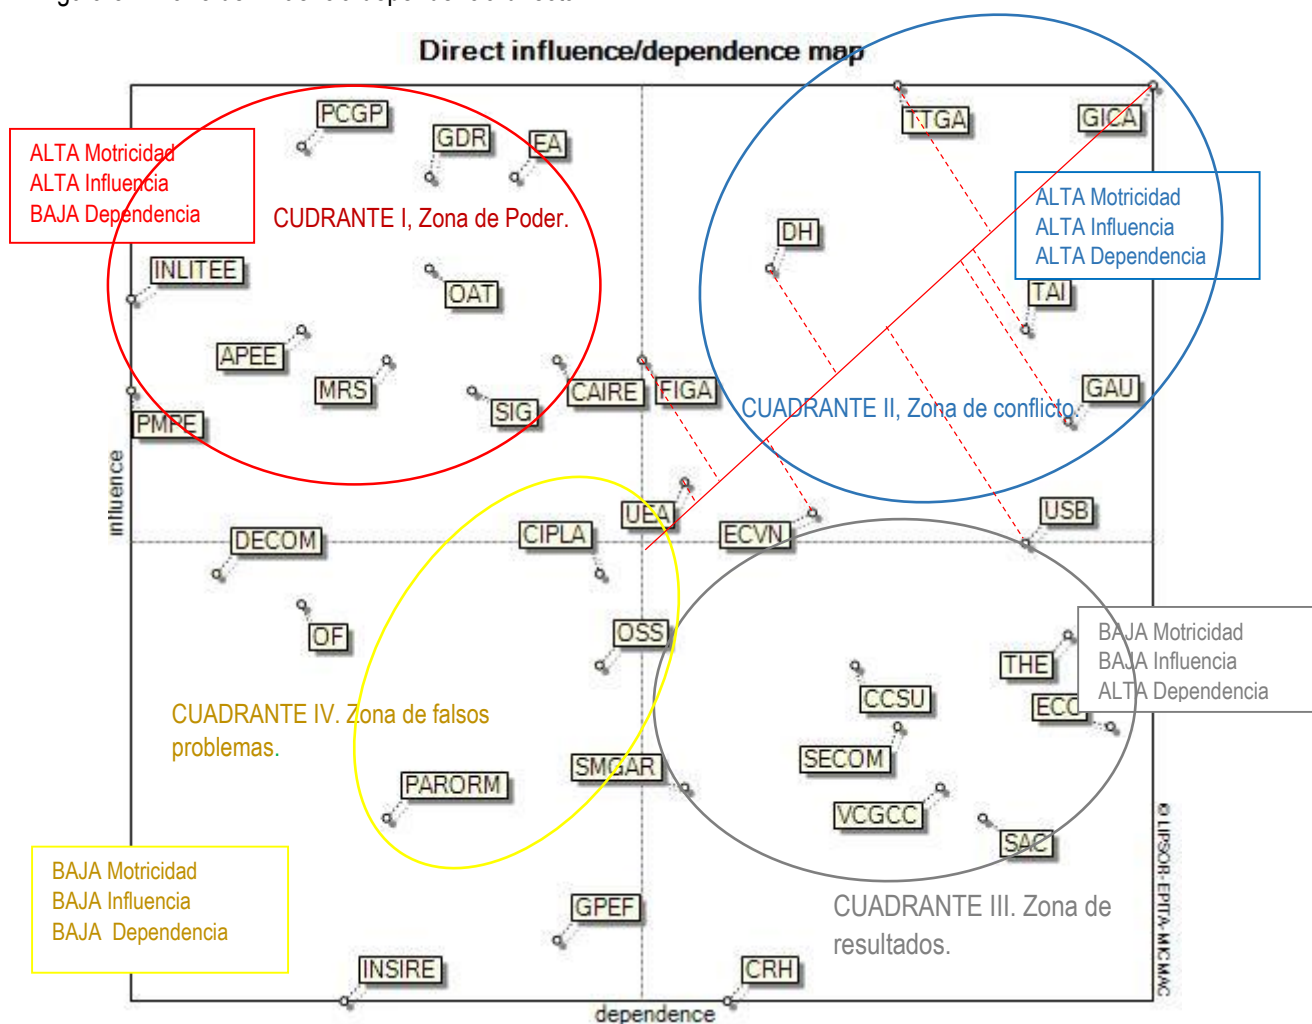 Direct influence/dependence map
PCGP
GDR
EA
TTGA
GICA
ALTA Motricidad
ALTA Influencia
BAJA Dependencia
CUDRANTE I, Zona de Poder.
ALTA Motricidad
ALTA Influencia
ALTA Dependencia
DH
INLITEE
OAT
TAI
APEE
MRS
SIG
CAIRE
FIGA
GAU
PMPE
CUADRANTE II, Zona de conflicto
influence
UEA
ECVN
USB
DECOM
CIPLA
OF
OSS
BAJA Motricidad
BAJA Influencia
ALTA Dependencia
THE
CCSU
CUADRANTE IV. Zona de falsos
problemas.
SECOM
SMGAR
PARORM
VCGCC
SAC
© LIPSOR-EPITA-MICMAC
BAJA Motricidad
BAJA Influencia
BAJA Dependencia
GPEF
CUADRANTE III. Zona de
resultados.
INSIRE
CRH
dependence